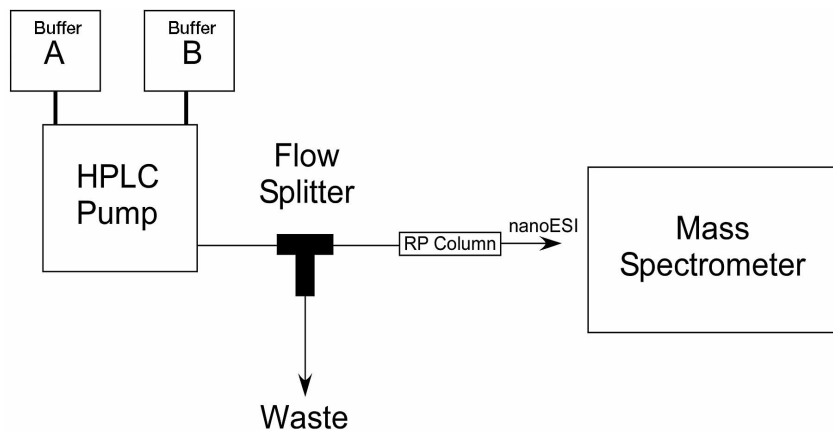 Buffer
A
Buffer
B
HPLC
Pump
Flow
Splitter
RP Column
nanoESI
Mass
Spectrometer
Waste